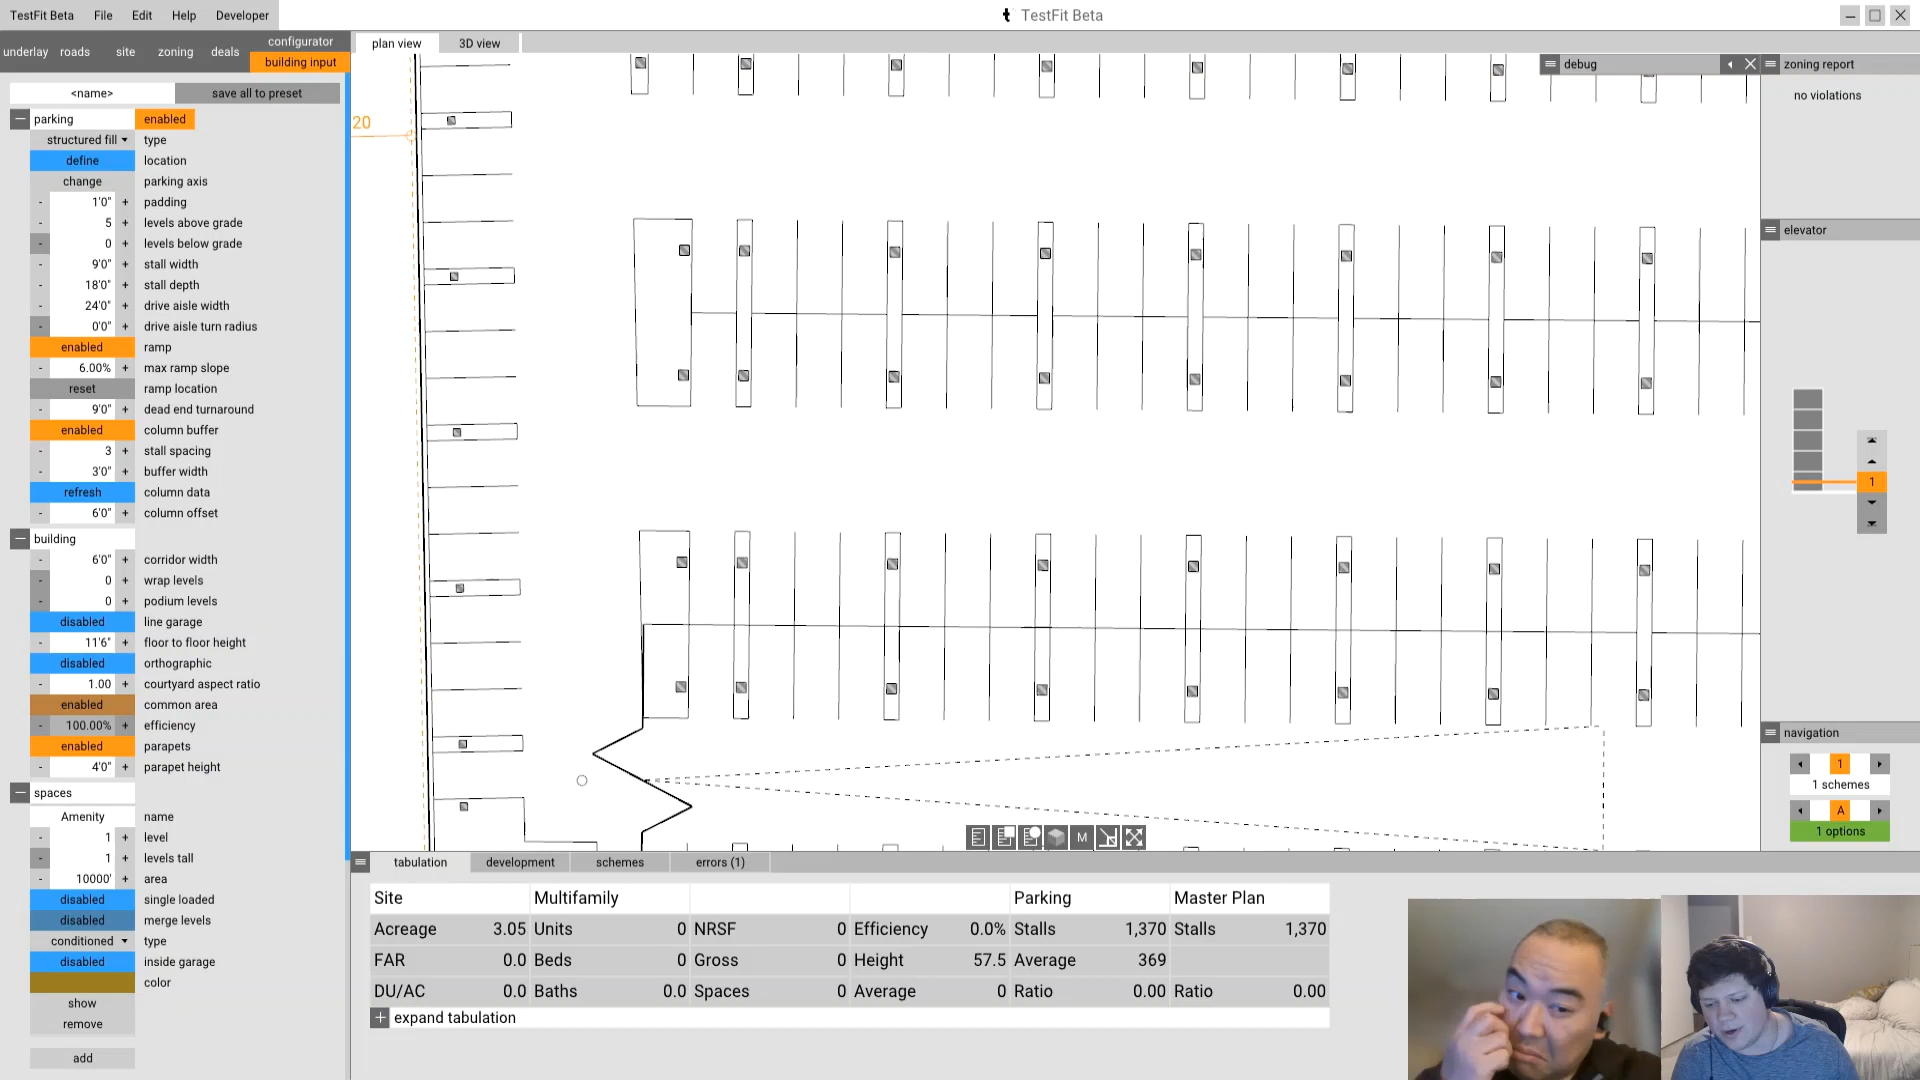 TestFit Beta File Edit Help Developer
TestFit Beta
underlay roads site zoning deals configurator
building input
plan view 3D view
<name> save all to preset
parking enabled
structured fill type
define location
change parking axis
- 1'0" + padding
- 5 + levels above grade
- 0 + levels below grade
- 9'0" + stall width
- 18'0" + stall depth
- 24'0" + drive aisle width
- 0'0" + drive aisle turn radius
enabled ramp
- 6.00% + max ramp slope
reset ramp location
- 9'0" + dead end turnaround
enabled column buffer
- 3 + stall spacing
- 3'0" + buffer width
refresh column data
- 6'0" + column offset
building
- 6'0" + corridor width
- 0 + wrap levels
- 0 + podium levels
disabled line garage
- 11'6" + floor to floor height
disabled orthographic
- 1.00 + courtyard aspect ratio
enabled common area
- 100.00% + efficiency
enabled parapets
- 4'0" + parapet height
spaces
Amenity name
- 1 + level
- 1 + levels tall
- 10000' + area
disabled single loaded
disabled merge levels
conditioned type
disabled inside garage
color
show
remove
add
20
debug
zoning report
no violations
elevator
1
navigation
1
1 schemes
A
1 options
M
tabulation development schemes errors (1)
Site Multifamily Parking Master Plan
Acreage 3.05 Units 0 NRSF 0 Efficiency 0.0% Stalls 1,370 Stalls 1,370
FAR 0.0 Beds 0 Gross 0 Height 57.5 Average 369
DU/AC 0.0 Baths 0.0 Spaces 0 Average 0 Ratio 0.00 Ratio 0.00
+ expand tabulation